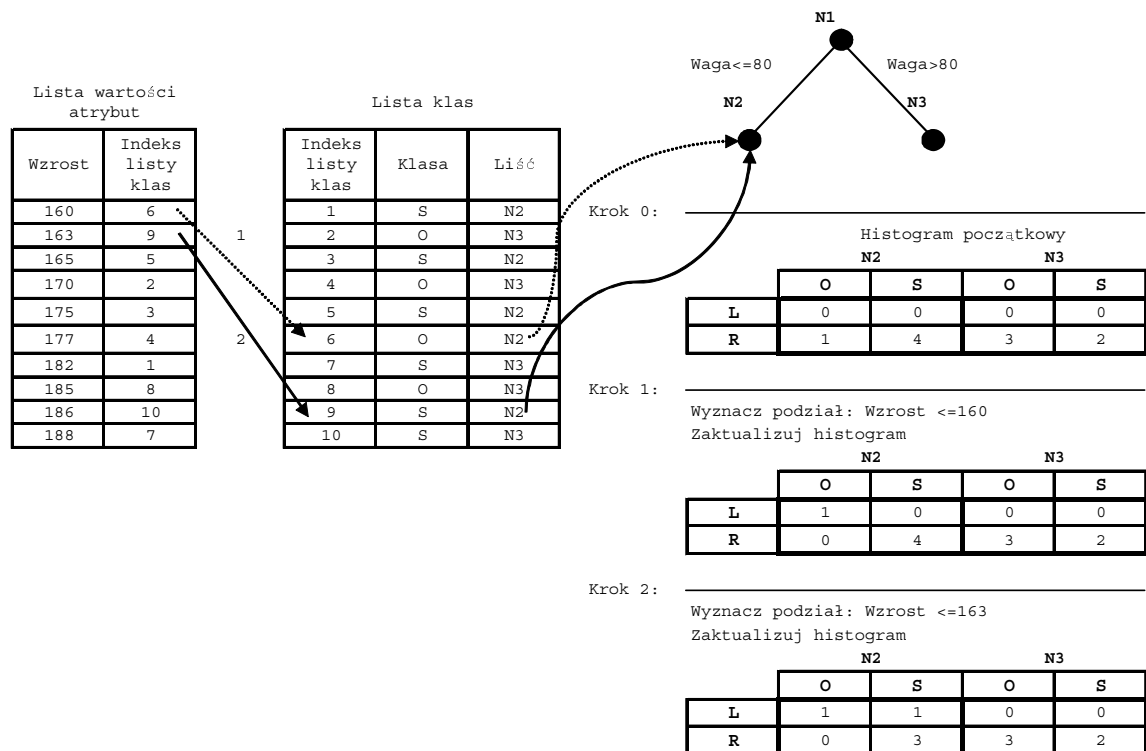 N1
Waga<=80 Waga>80
N2 N3
Lista wartości
atrybut
Wzrost Indeks listy klas
160 6
163 9
165 5
170 2
175 3
177 4
182 1
185 8
186 10
188 7
1
2
Lista klas
Indeks listy klas Klasa Liść
1 S N2
2 O N3
3 S N2
4 O N3
5 S N2
6 O N2
7 S N3
8 O N3
9 S N2
10 S N3
Krok 0:
Histogram początkowy
N2 N3
O S O S
L 0 0 0 0
R 1 4 3 2
Krok 1:
Wyznacz podział: Wzrost <=160
Zaktualizuj histogram
N2 N3
O S O S
L 1 0 0 0
R 0 4 3 2
Krok 2:
Wyznacz podział: Wzrost <=163
Zaktualizuj histogram
N2 N3
O S O S
L 1 1 0 0
R 0 3 3 2